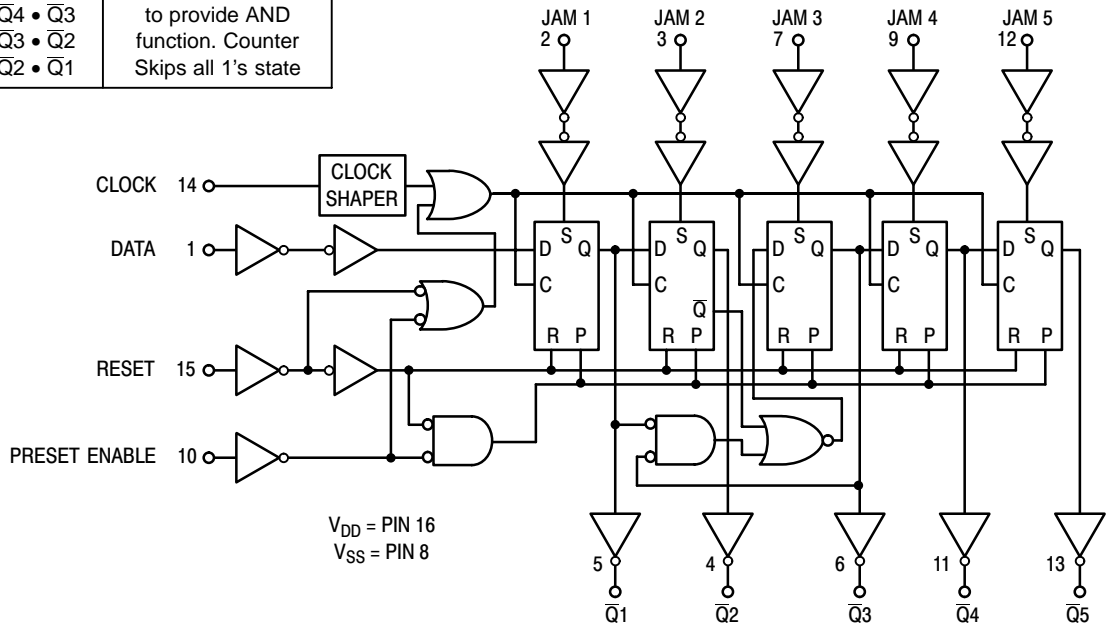 Q̅4 • Q̅3
Q̅3 • Q̅2
Q̅2 • Q̅1
to provide AND
function. Counter
Skips all 1's state
JAM 1
2
JAM 2
3
JAM 3
7
JAM 4
9
JAM 5
12
CLOCK 14
CLOCK
SHAPER
DATA 1
S
D Q
C
R P
S
D Q
C
Q̅
R P
S
D Q
C
R P
S
D Q
C
R P
S
D Q
C
R P
RESET 15
PRESET ENABLE 10
VDD = PIN 16
VSS = PIN 8
5
Q̅1
4
Q̅2
6
Q̅3
11
Q̅4
13
Q̅5